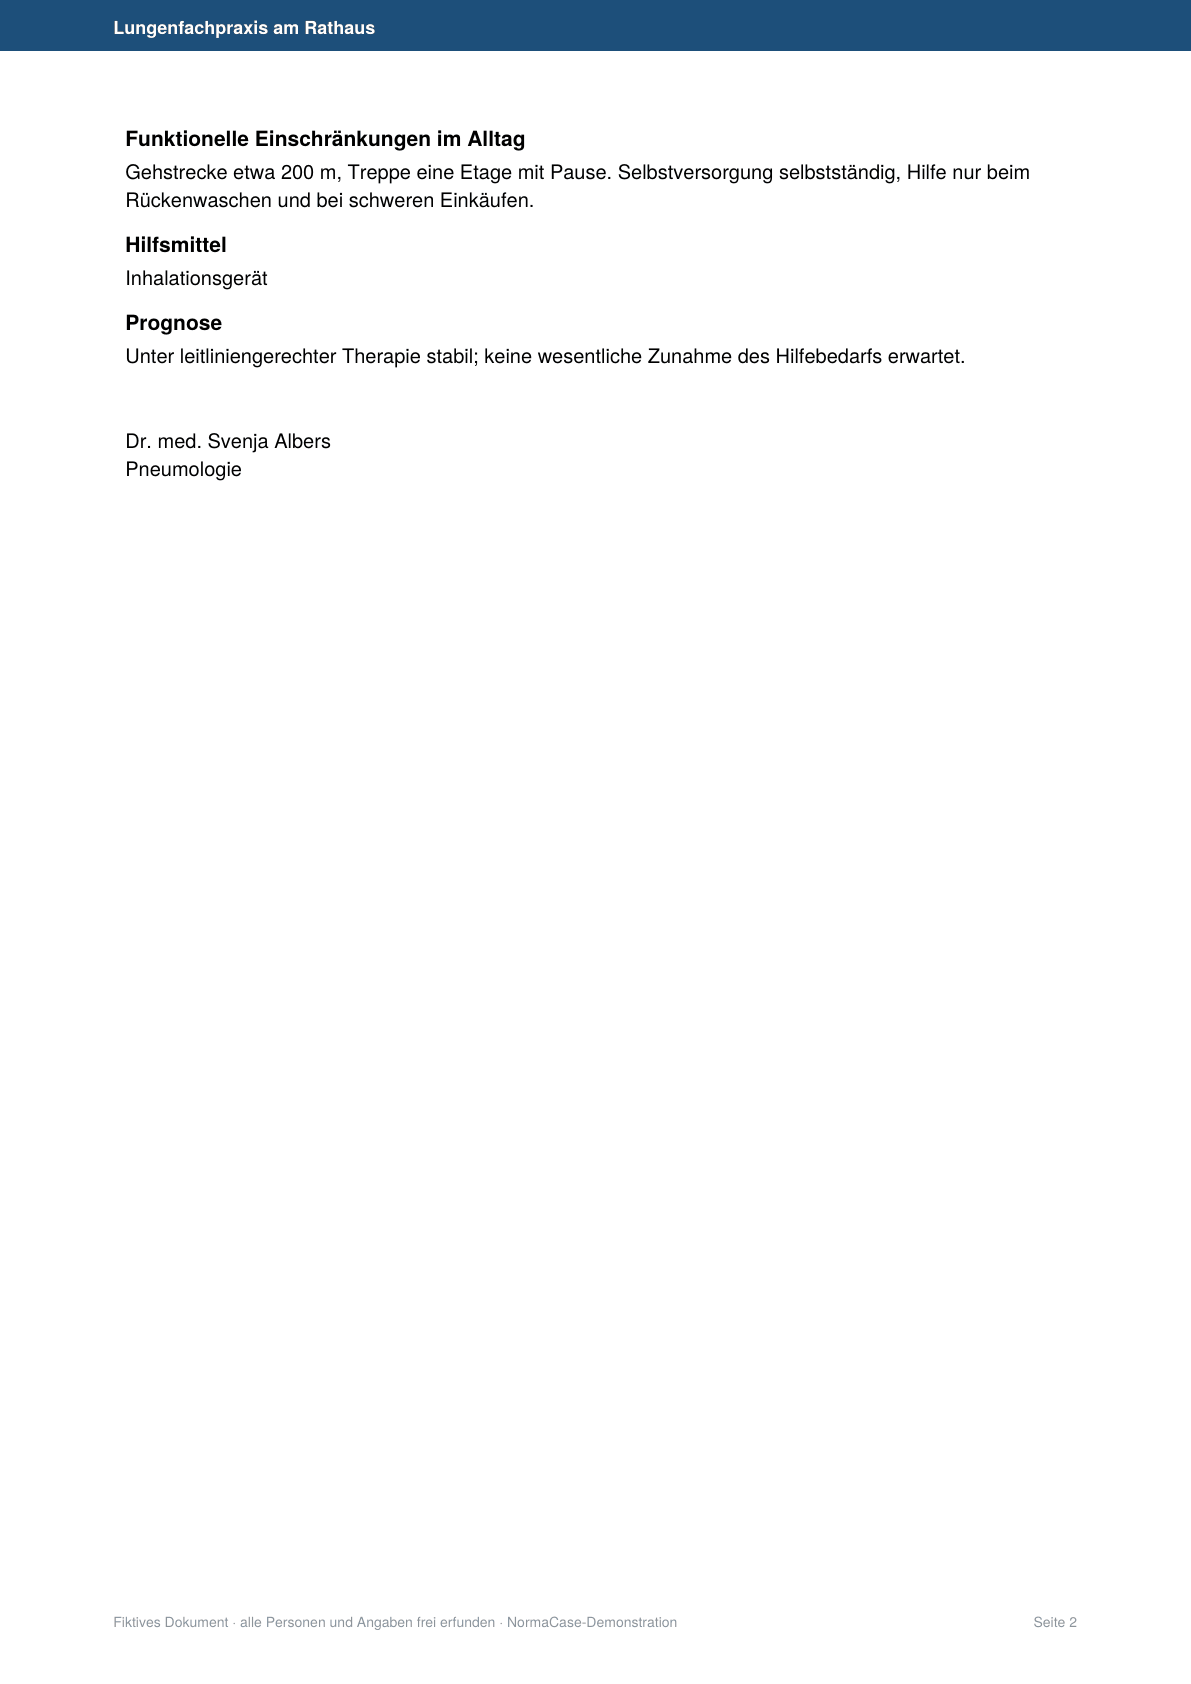 Lungenfachpraxis am Rathaus
Funktionelle Einschränkungen im Alltag
Gehstrecke etwa 200 m, Treppe eine Etage mit Pause. Selbstversorgung selbstständig, Hilfe nur beim
Rückenwaschen und bei schweren Einkäufen.
Hilfsmittel
Inhalationsgerät
Prognose
Unter leitliniengerechter Therapie stabil; keine wesentliche Zunahme des Hilfebedarfs erwartet.
Dr. med. Svenja Albers
Pneumologie
Fiktives Dokument · alle Personen und Angaben frei erfunden · NormaCase-Demonstration Seite 2